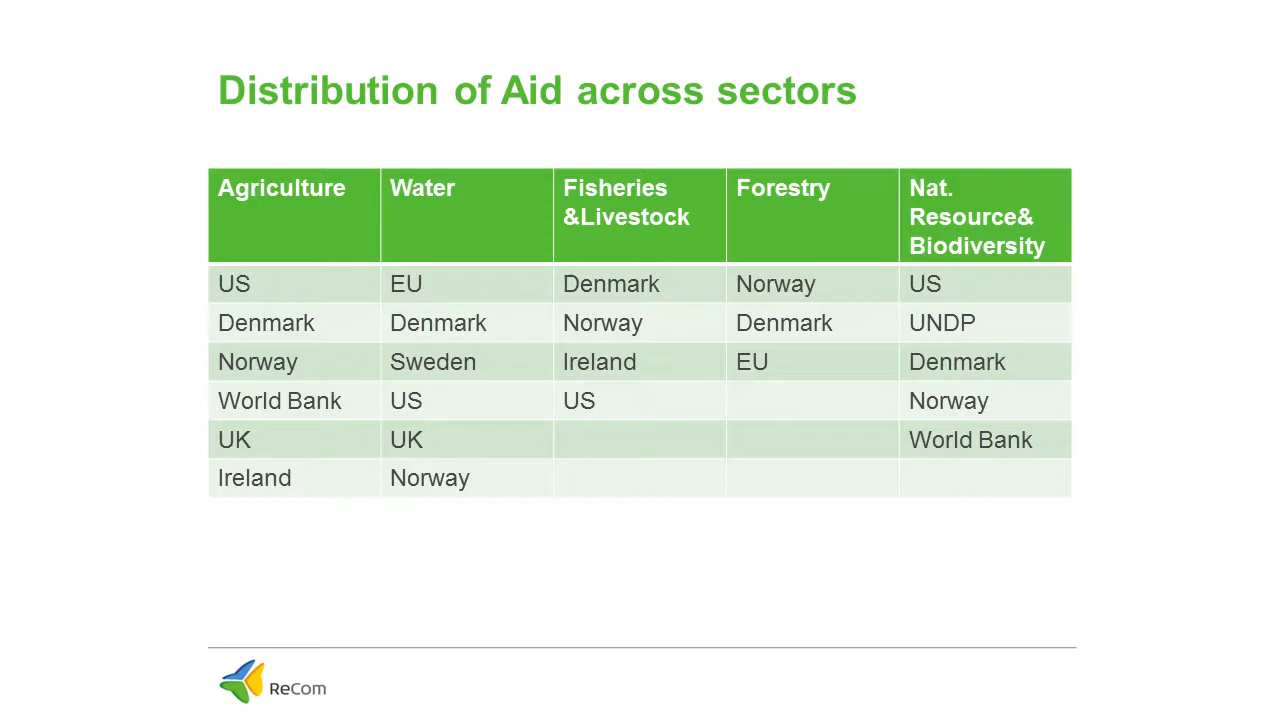 Distribution of Aid across sectors
Agriculture Water Fisheries &Livestock Forestry Nat. Resource& Biodiversity
US EU Denmark Norway US
Denmark Denmark Norway Denmark UNDP
Norway Sweden Ireland EU Denmark
World Bank US US Norway
UK UK World Bank
Ireland Norway
ReCom